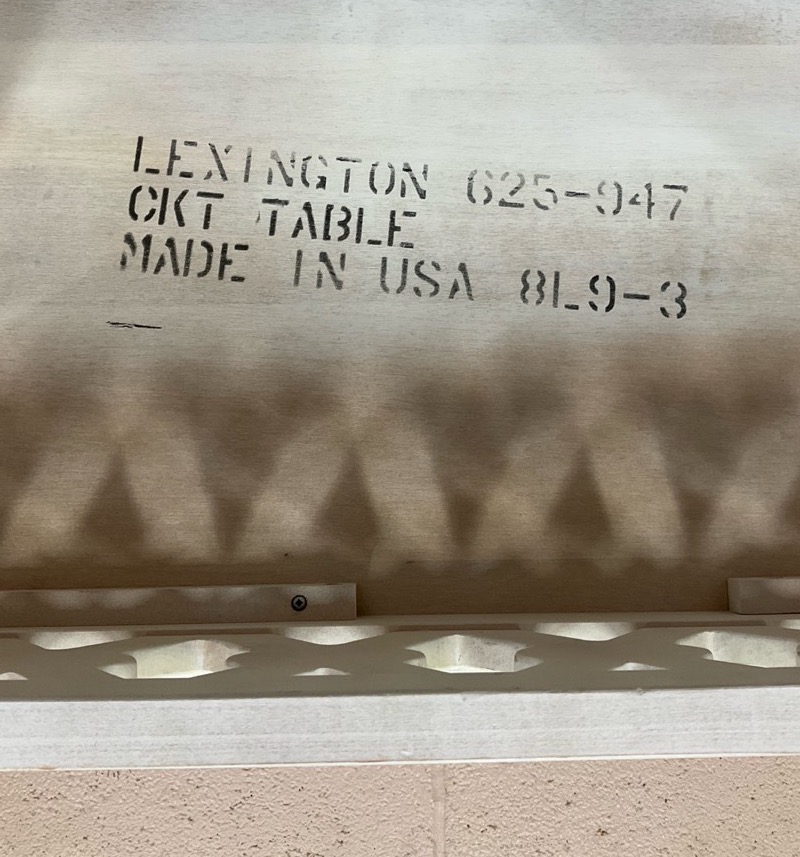 LEXINGTON 625-947
CKT TABLE
MADE IN USA 8L9-3